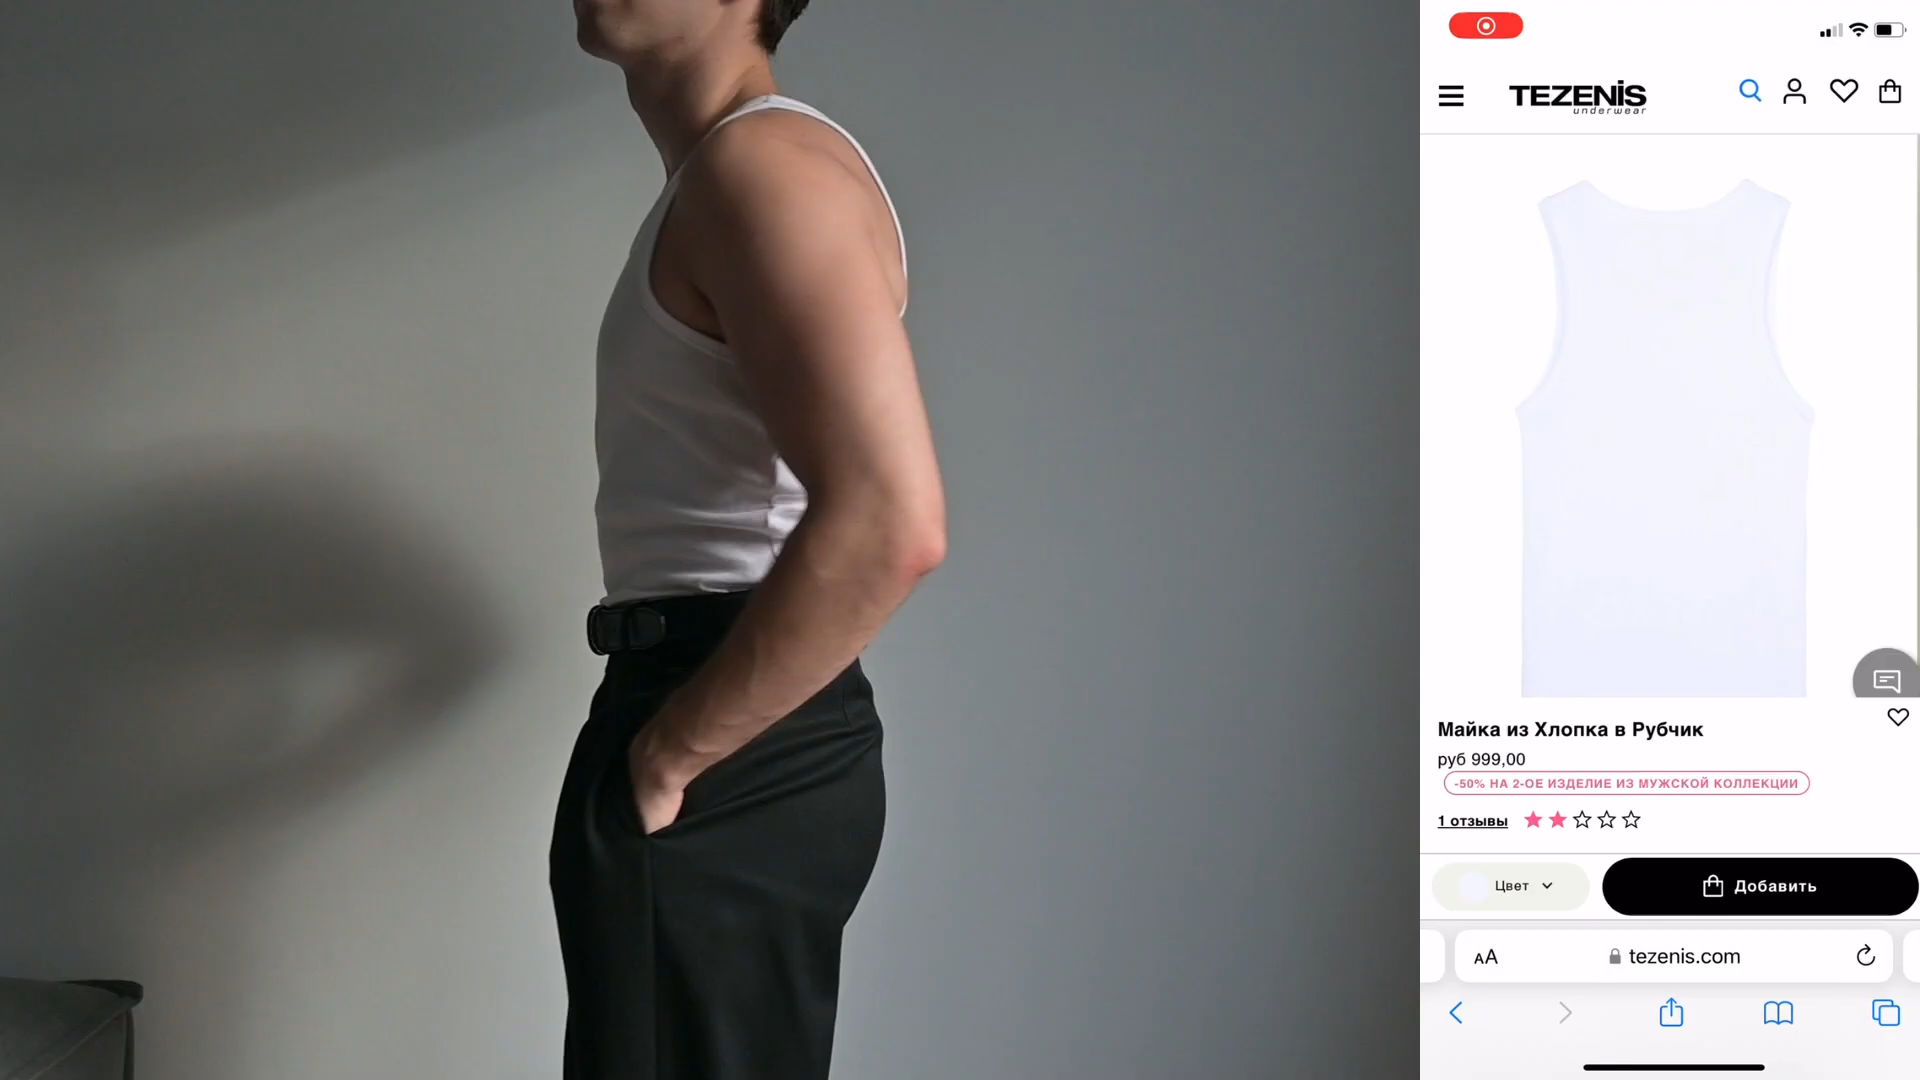 TEZENIS
underwear
Майка из Хлопка в Рубчик
руб 999,00
-50% НА 2-ОЕ ИЗДЕЛИЕ ИЗ МУЖСКОЙ КОЛЛЕКЦИИ
1 отзывы
Цвет
Добавить
AA
tezenis.com